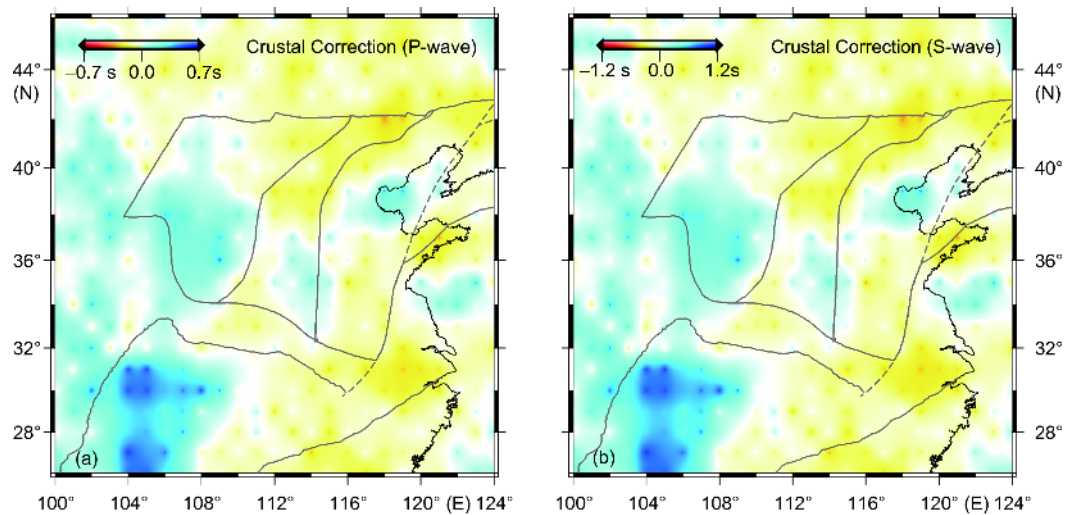 Crustal Correction (P-wave)
−0.7 s 0.0 0.7s
44°
(N)
40°
36°
32°
28°
(a)
100° 104° 108° 112° 116° 120° (E) 124°
Crustal Correction (S-wave)
−1.2 s 0.0 1.2s
44°
(N)
40°
36°
32°
28°
(b)
100° 104° 108° 112° 116° 120° (E) 124°